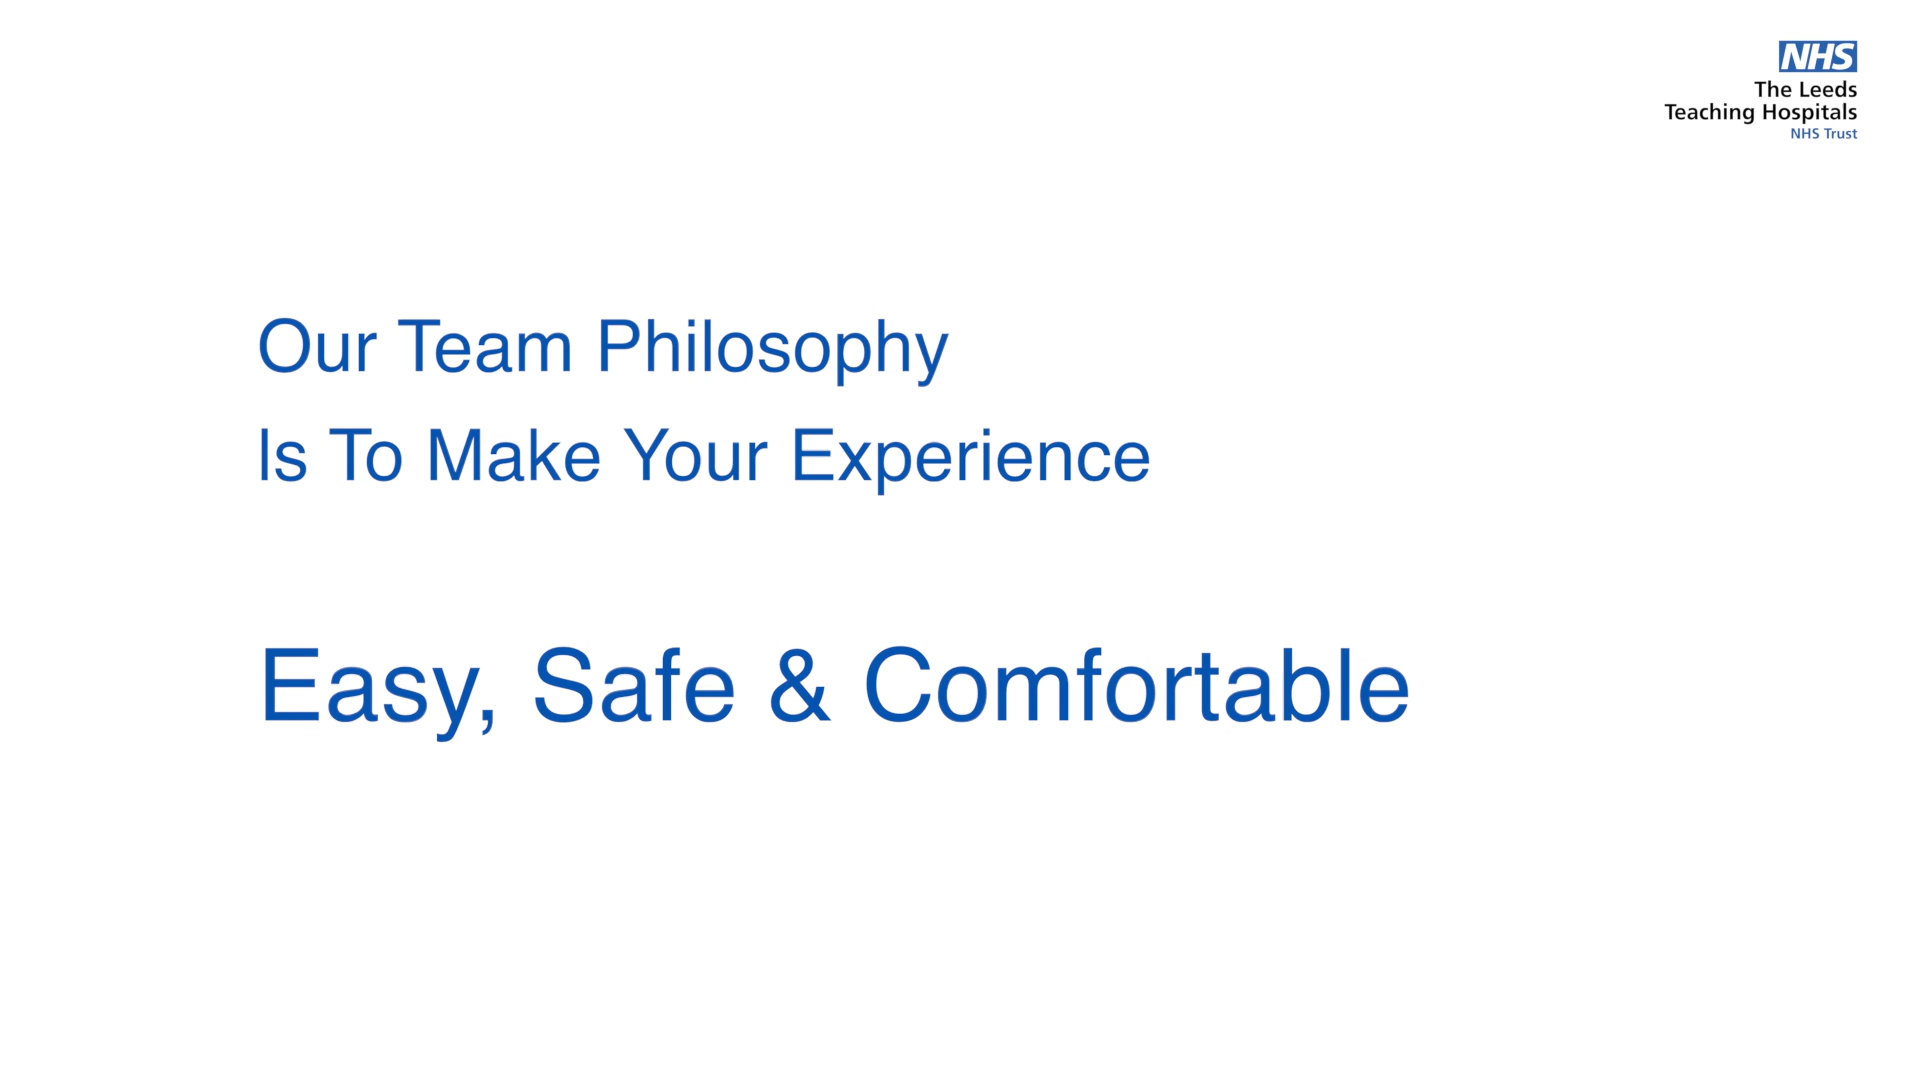 NHS
The Leeds
Teaching Hospitals
NHS Trust
Our Team Philosophy
Is To Make Your Experience
Easy, Safe & Comfortable